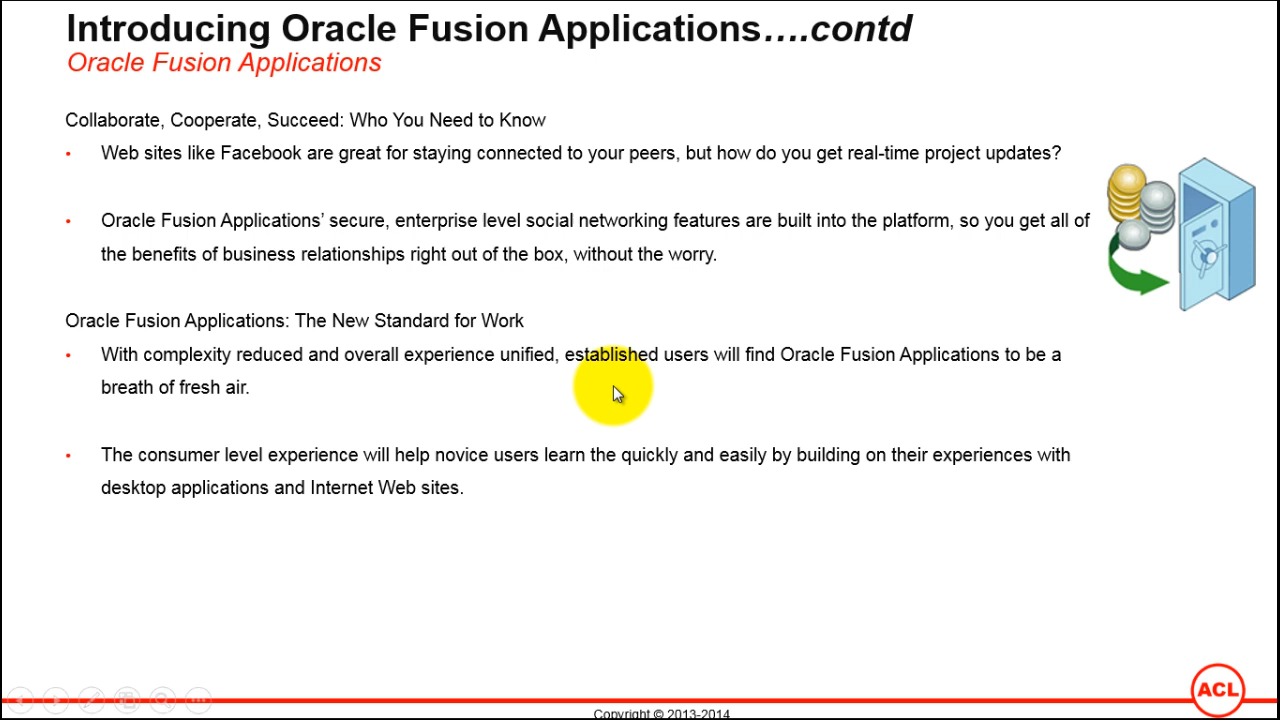 Introducing Oracle Fusion Applications….contd
Oracle Fusion Applications
Collaborate, Cooperate, Succeed: Who You Need to Know
• Web sites like Facebook are great for staying connected to your peers, but how do you get real-time project updates?
• Oracle Fusion Applications’ secure, enterprise level social networking features are built into the platform, so you get all of
the benefits of business relationships right out of the box, without the worry.
Oracle Fusion Applications: The New Standard for Work
• With complexity reduced and overall experience unified, established users will find Oracle Fusion Applications to be a
breath of fresh air.
• The consumer level experience will help novice users learn the quickly and easily by building on their experiences with
desktop applications and Internet Web sites.
ACL
Copyright © 2013-2014